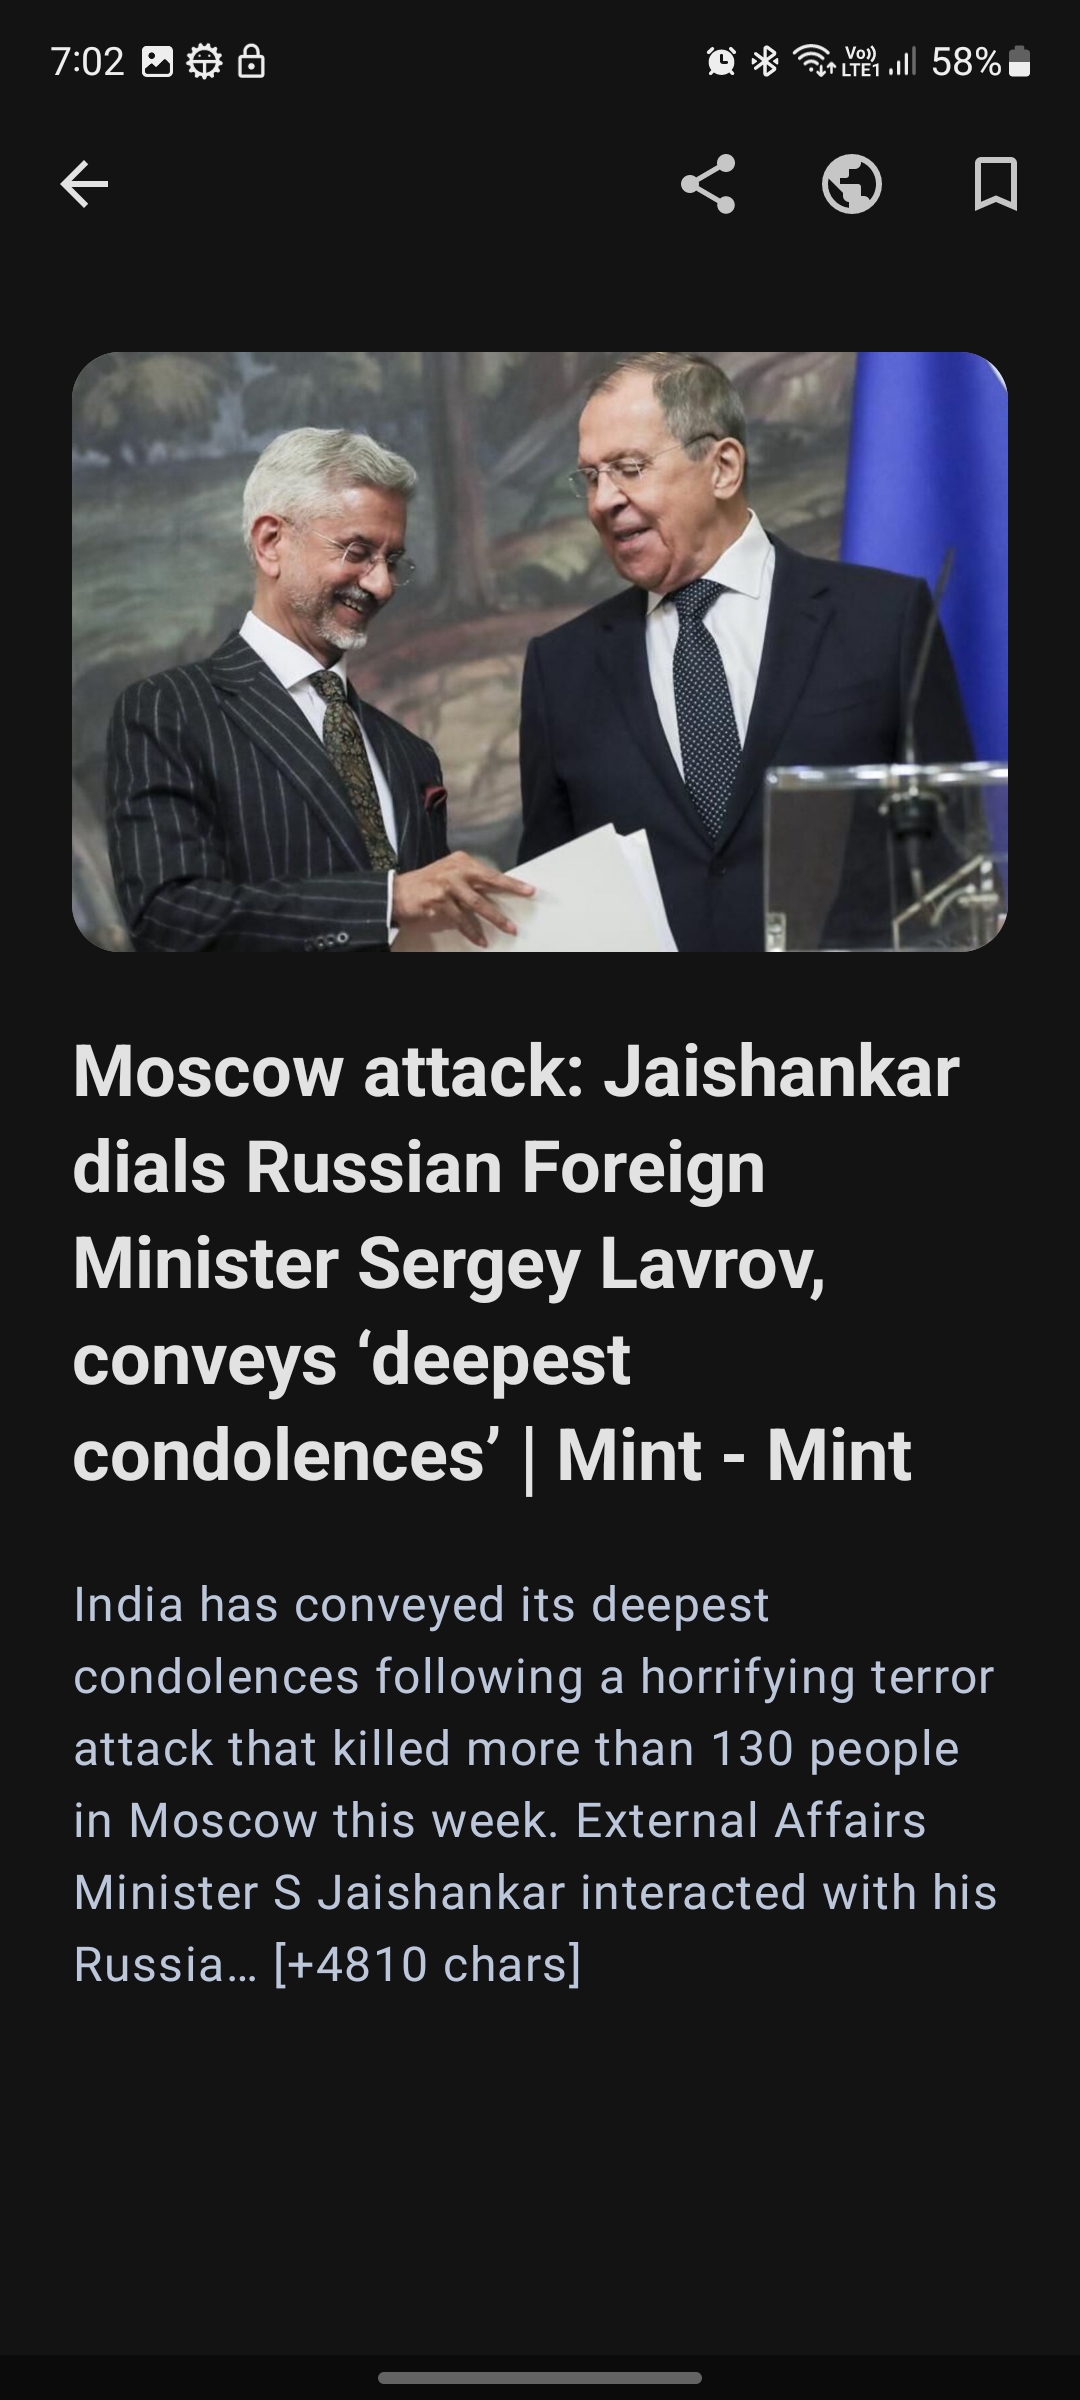 7:02 Vo)) LTE1 58%
Moscow attack: Jaishankar
dials Russian Foreign
Minister Sergey Lavrov,
conveys ‘deepest
condolences’ | Mint - Mint
India has conveyed its deepest
condolences following a horrifying terror
attack that killed more than 130 people
in Moscow this week. External Affairs
Minister S Jaishankar interacted with his
Russia… [+4810 chars]